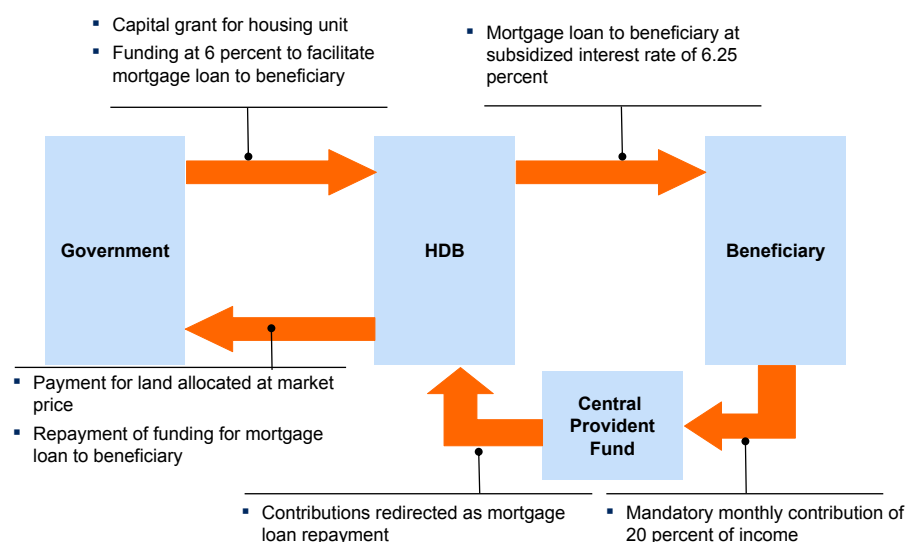 ▪ Capital grant for housing unit
▪ Funding at 6 percent to facilitate
mortgage loan to beneficiary
▪ Mortgage loan to beneficiary at
subsidized interest rate of 6.25
percent
Government
HDB
Beneficiary
▪ Payment for land allocated at market
price
▪ Repayment of funding for mortgage
loan to beneficiary
Central
Provident
Fund
▪ Contributions redirected as mortgage
loan repayment
▪ Mandatory monthly contribution of
20 percent of income